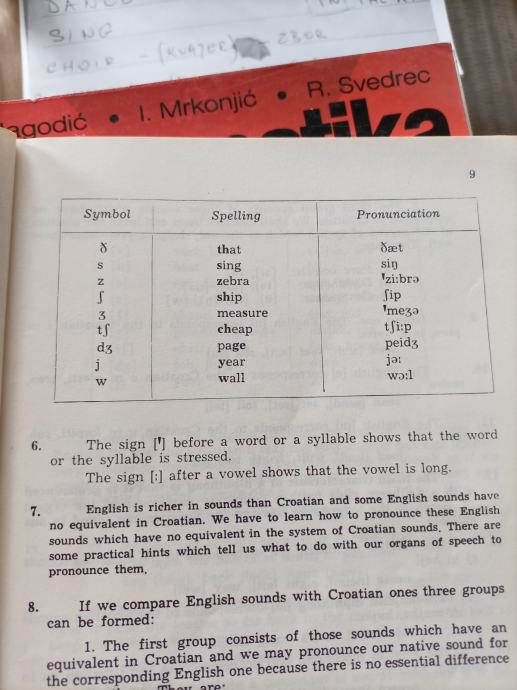 DANCE
SING
CHOIR – (KVAJER) ZBOR
agodić • I. Mrkonjić • R. Svedrec
9
Symbol Spelling Pronunciation
ð that ðæt
s sing siŋ
z zebra 'zi:brə
ʃ ship ʃip
ʒ measure 'meʒə
tʃ cheap tʃi:p
dʒ page peidʒ
j year jə:
w wall wɔ:l
6. The sign ['] before a word or a syllable shows that the word
or the syllable is stressed.
The sign [:] after a vowel shows that the vowel is long.
7. English is richer in sounds than Croatian and some English sounds have
no equivalent in Croatian. We have to learn how to pronounce these English
sounds which have no equivalent in the system of Croatian sounds. There are
some practical hints which tell us what to do with our organs of speech to
pronounce them.
8. If we compare English sounds with Croatian ones three groups
can be formed:
1. The first group consists of those sounds which have an
equivalent in Croatian and we may pronounce our native sound for
the corresponding English one because there is no essential difference
They are: